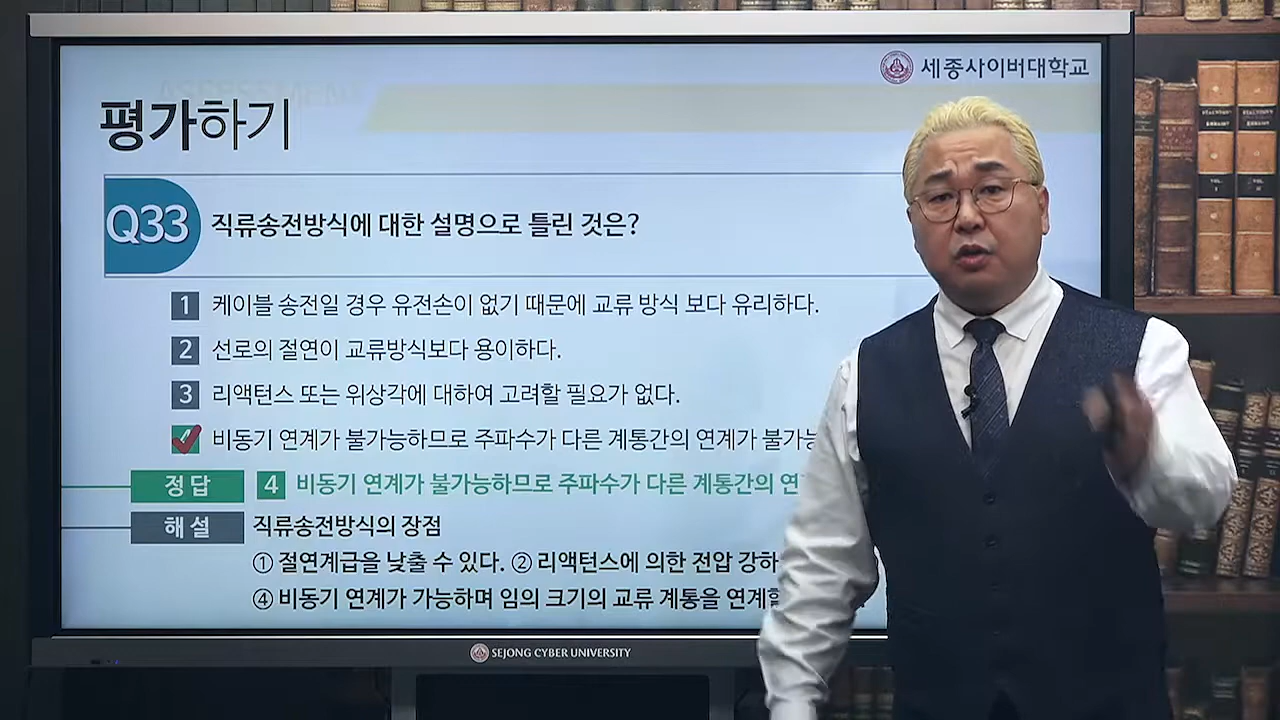 세종사이버대학교
평가하기
Q33 직류송전방식에 대한 설명으로 틀린 것은?
1 케이블 송전일 경우 유전손이 없기 때문에 교류 방식 보다 유리하다.
2 선로의 절연이 교류방식보다 용이하다.
3 리액턴스 또는 위상각에 대하여 고려할 필요가 없다.
비동기 연계가 불가능하므로 주파수가 다른 계통간의 연계가 불가능
정답 4 비동기 연계가 불가능하므로 주파수가 다른 계통간의
해설 직류송전방식의 장점
① 절연계급을 낮출 수 있다. ② 리액턴스에 의한 전압 강하
④ 비동기 연계가 가능하며 임의 크기의 교류 계통을
SEJONG CYBER UNIVERSITY